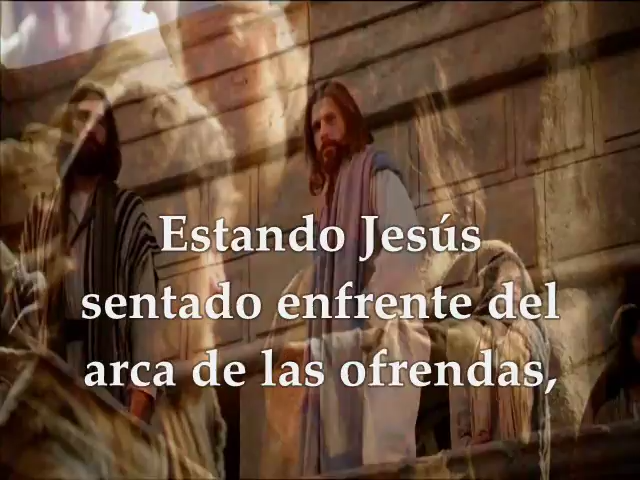 Estando Jesús
sentado enfrente del
arca de las ofrendas,